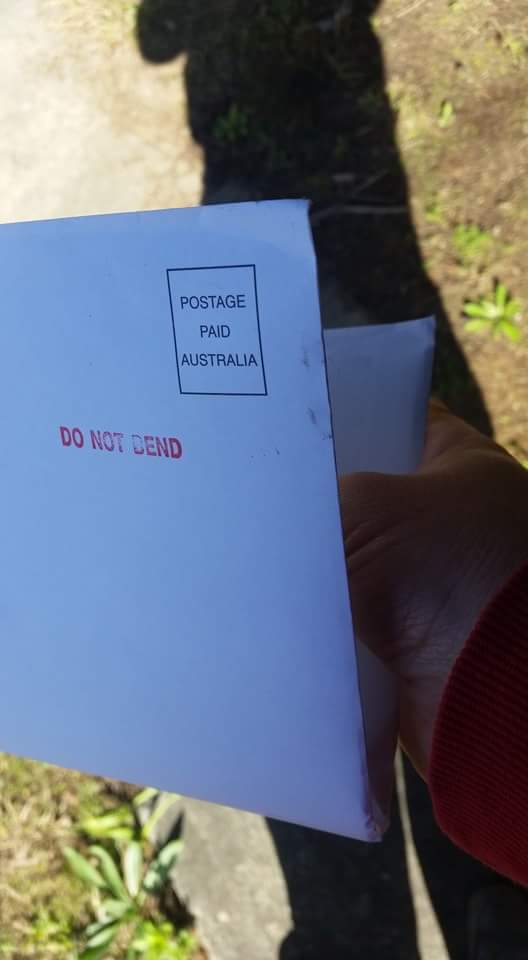 POSTAGE
PAID
AUSTRALIA
DO NOT BEND